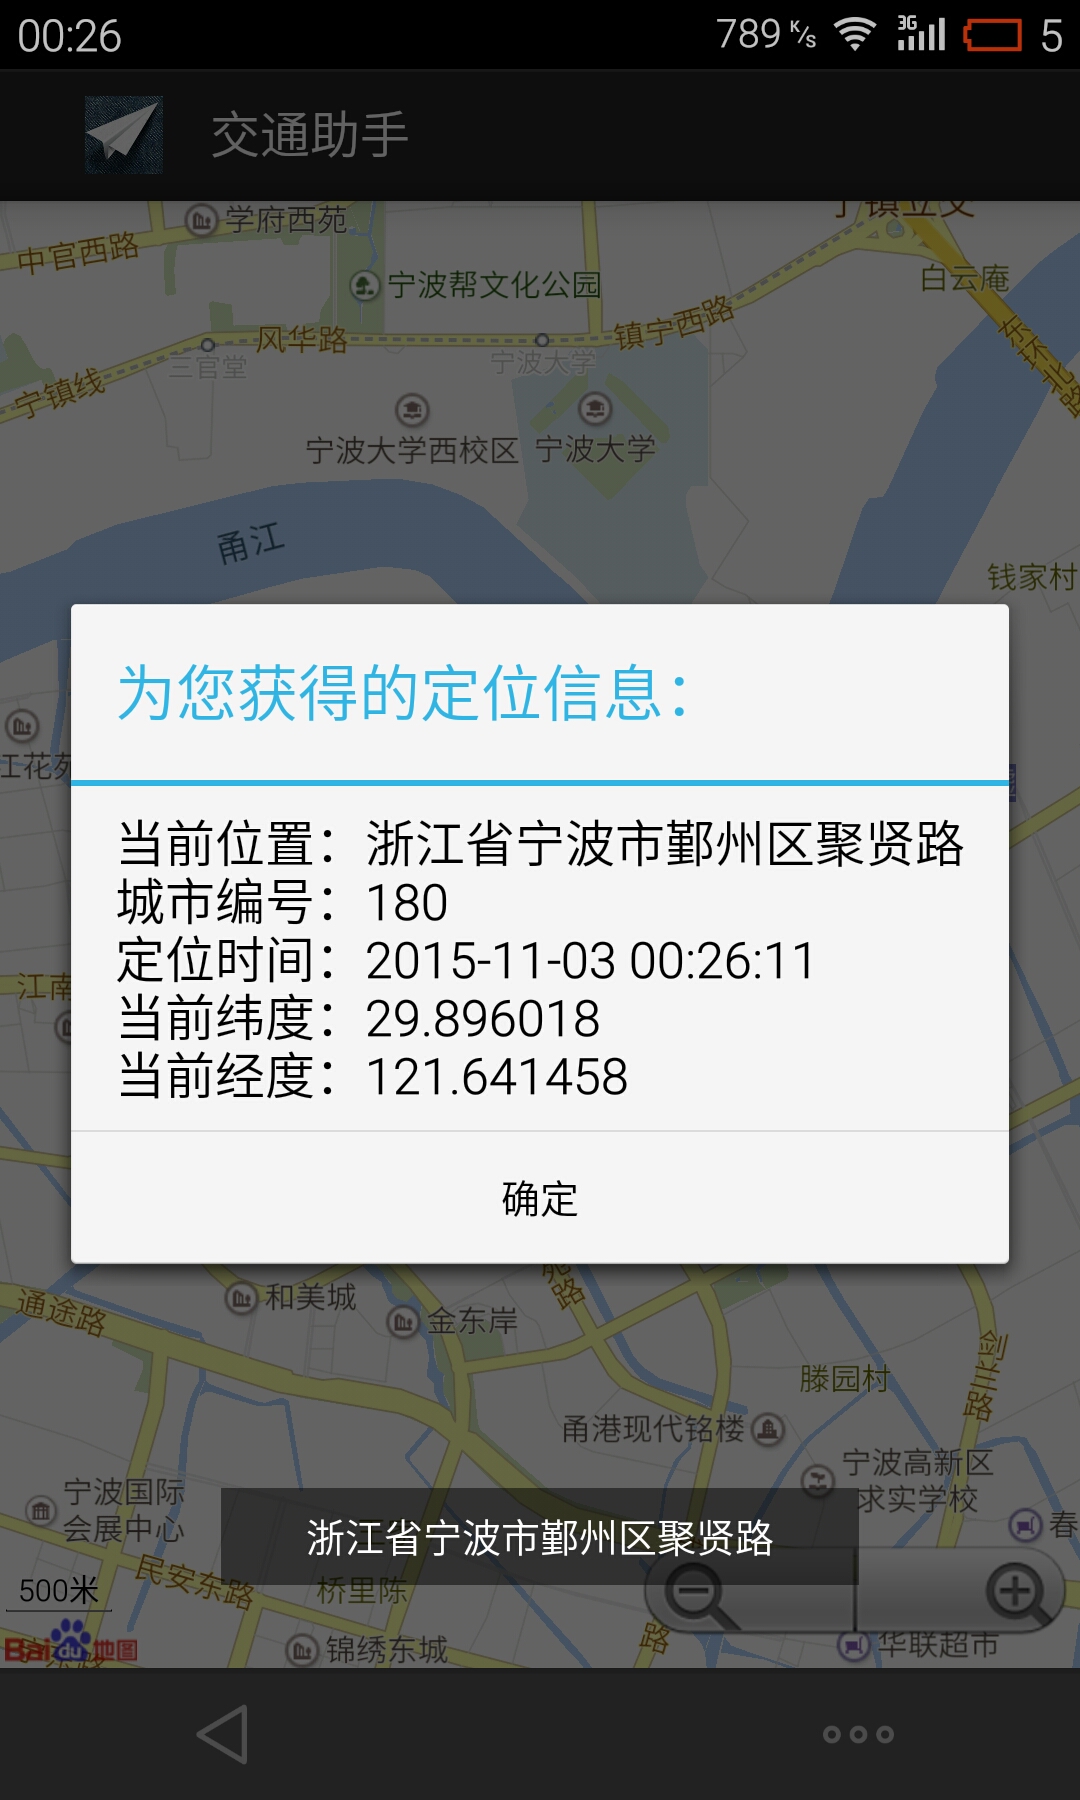 00:26
789 K/s
3G
5
交通助手
学府西苑
中官西路
宁波帮文化公园
白云庵
风华路
镇宁西路
三官堂
宁波大学
东环北路
宁镇线
宁波大学西校区
宁波大学
甬江
钱家村
为您获得的定位信息：
当前位置：浙江省宁波市鄞州区聚贤路
城市编号：180
定位时间：2015-11-03 00:26:11
当前纬度：29.896018
当前经度：121.641458
江南
确定
和美城
通途路
金东岸
滕园村
甬港现代铭楼
宁波高新区
求实学校
宁波国际
会展中心
春
浙江省宁波市鄞州区聚贤路
民安东路
500米
桥里陈
路
Baidu地图
锦绣东城
华联超市